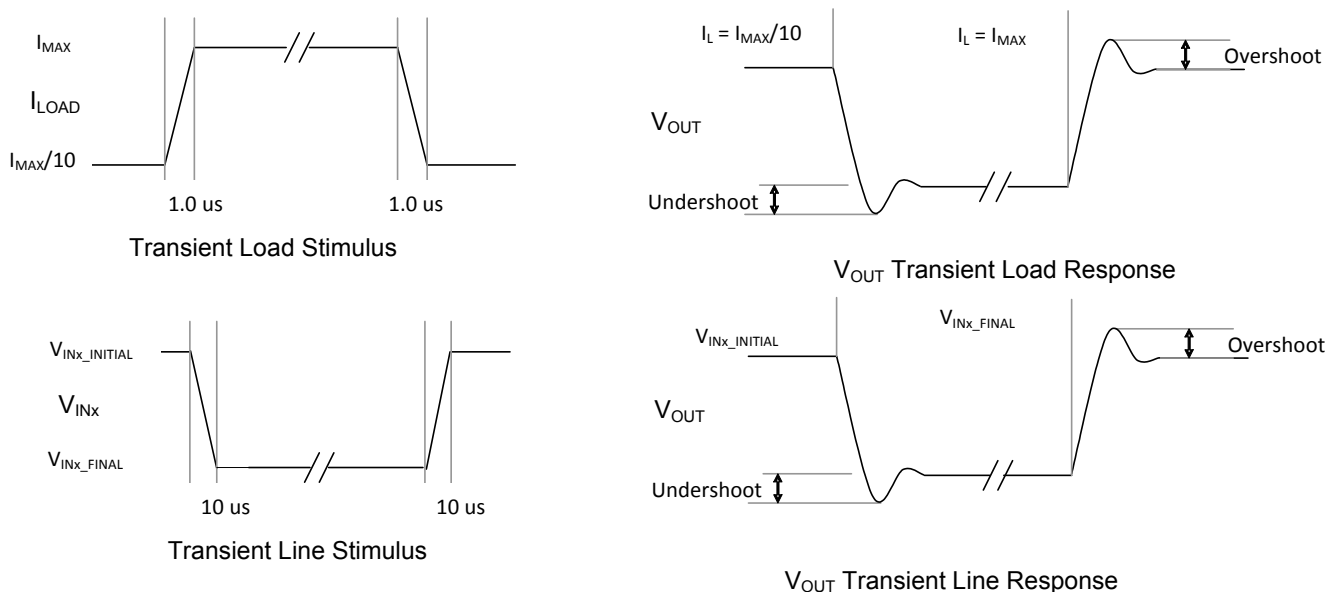 I_MAX
I_LOAD
I_MAX/10
1.0 us 1.0 us
Transient Load Stimulus
I_L = I_MAX/10 I_L = I_MAX
Overshoot
V_OUT
Undershoot
V_OUT Transient Load Response
V_INx_INITIAL
V_INx
V_INx_FINAL
10 us 10 us
Transient Line Stimulus
V_INx_INITIAL V_INx_FINAL
Overshoot
V_OUT
Undershoot
V_OUT Transient Line Response